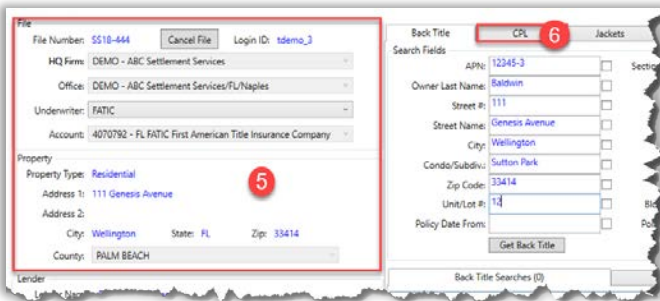 File
File Number: SS18-444 Cancel File Login ID: tdemo_3
HQ Firm: DEMO - ABC Settlement Services
Office: DEMO - ABC Settlement Services/FL/Naples
Underwriter: FATIC
Account: 4070792 - FL FATIC First American Title Insurance Company
Property
Property Type: Residential
5
Address 1: 111 Genesis Avenue
Address 2:
City: Wellington State: FL Zip: 33414
County: PALM BEACH
Lender
Back Title CPL 6 Jackets
Search Fields
APN: 12345-3
Owner Last Name: Baldwin
Street #: 111
Street Name: Genesis Avenue
City: Wellington
Condo/Subdiv.: Sutton Park
Zip Code: 33414
Unit/Lot #: 12
Policy Date From:
Get Back Title
Back Title Searches (0)